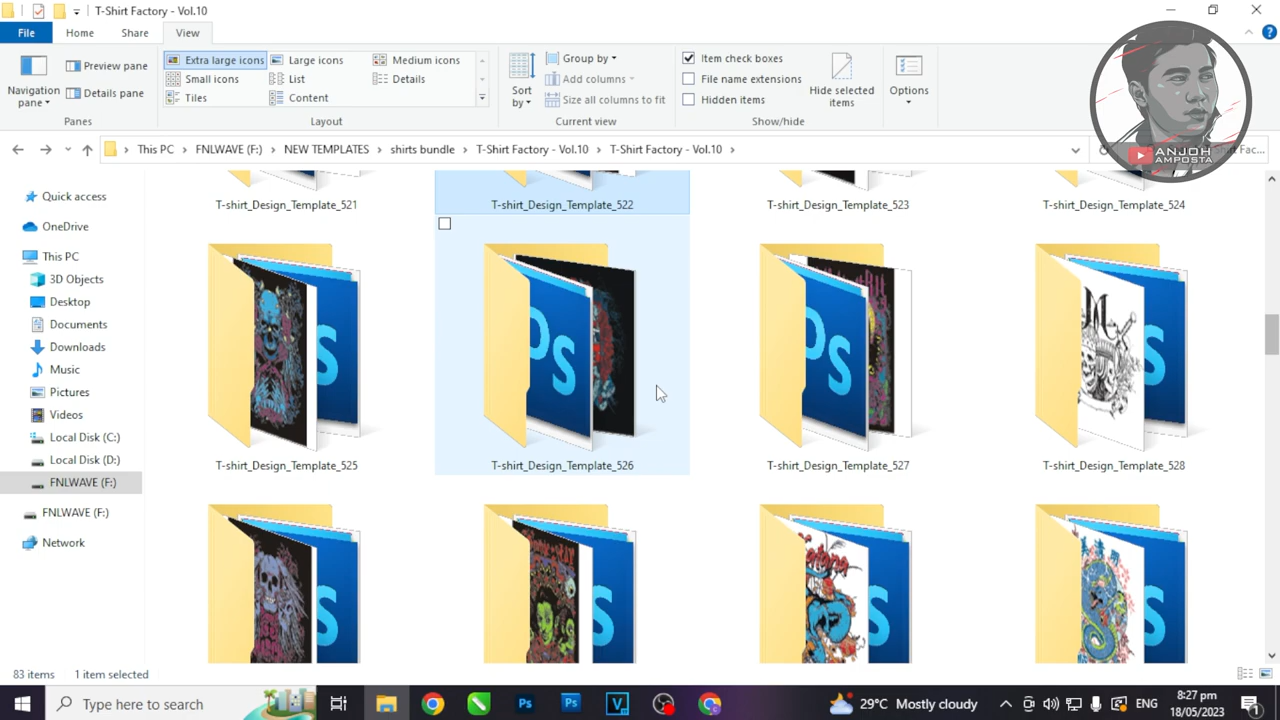 T-Shirt Factory - Vol.10
File Home Share View
Extra large icons Large icons Medium icons
Small icons List Details
Tiles Content
Navigation pane
Preview pane
Details pane
Panes
Layout
Sort by
Group by
Add columns
Size all columns to fit
Current view
Item check boxes
File name extensions
Hidden items
Hide selected items
Show/hide
Options
This PC NEW TEMPLATES shirts bundle T-Shirt Factory - Vol.10 T-Shirt Factory - Vol.10
FNLWAVE (F:)
ANJOH
AMPOSTA
Quick access
OneDrive
This PC
3D Objects
Desktop
Documents
Downloads
Music
Pictures
Videos
Local Disk (C:)
Local Disk (D:)
FNLWAVE (F:)
FNLWAVE (F:)
Network
T-shirt_Design_Template_521 T-shirt_Design_Template_522 T-shirt_Design_Template_523 T-shirt_Design_Template_524
T-shirt_Design_Template_525 T-shirt_Design_Template_526 T-shirt_Design_Template_527 T-shirt_Design_Template_528
83 items 1 item selected
Type here to search
Ps Ps
29°C Mostly cloudy
ENG
8:27 pm
18/05/2023